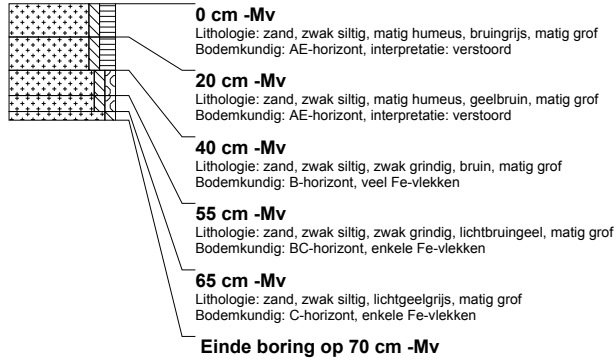 0 cm -Mv
Lithologie: zand, zwak siltig, matig humeus, bruingrijs, matig grof
Bodemkundig: AE-horizont, interpretatie: verstoord
20 cm -Mv
Lithologie: zand, zwak siltig, matig humeus, geelbruin, matig grof
Bodemkundig: AE-horizont, interpretatie: verstoord
40 cm -Mv
Lithologie: zand, zwak siltig, zwak grindig, bruin, matig grof
Bodemkundig: B-horizont, veel Fe-vlekken
55 cm -Mv
Lithologie: zand, zwak siltig, zwak grindig, lichtbruingeel, matig grof
Bodemkundig: BC-horizont, enkele Fe-vlekken
65 cm -Mv
Lithologie: zand, zwak siltig, lichtgeelgrijs, matig grof
Bodemkundig: C-horizont, enkele Fe-vlekken
Einde boring op 70 cm -Mv